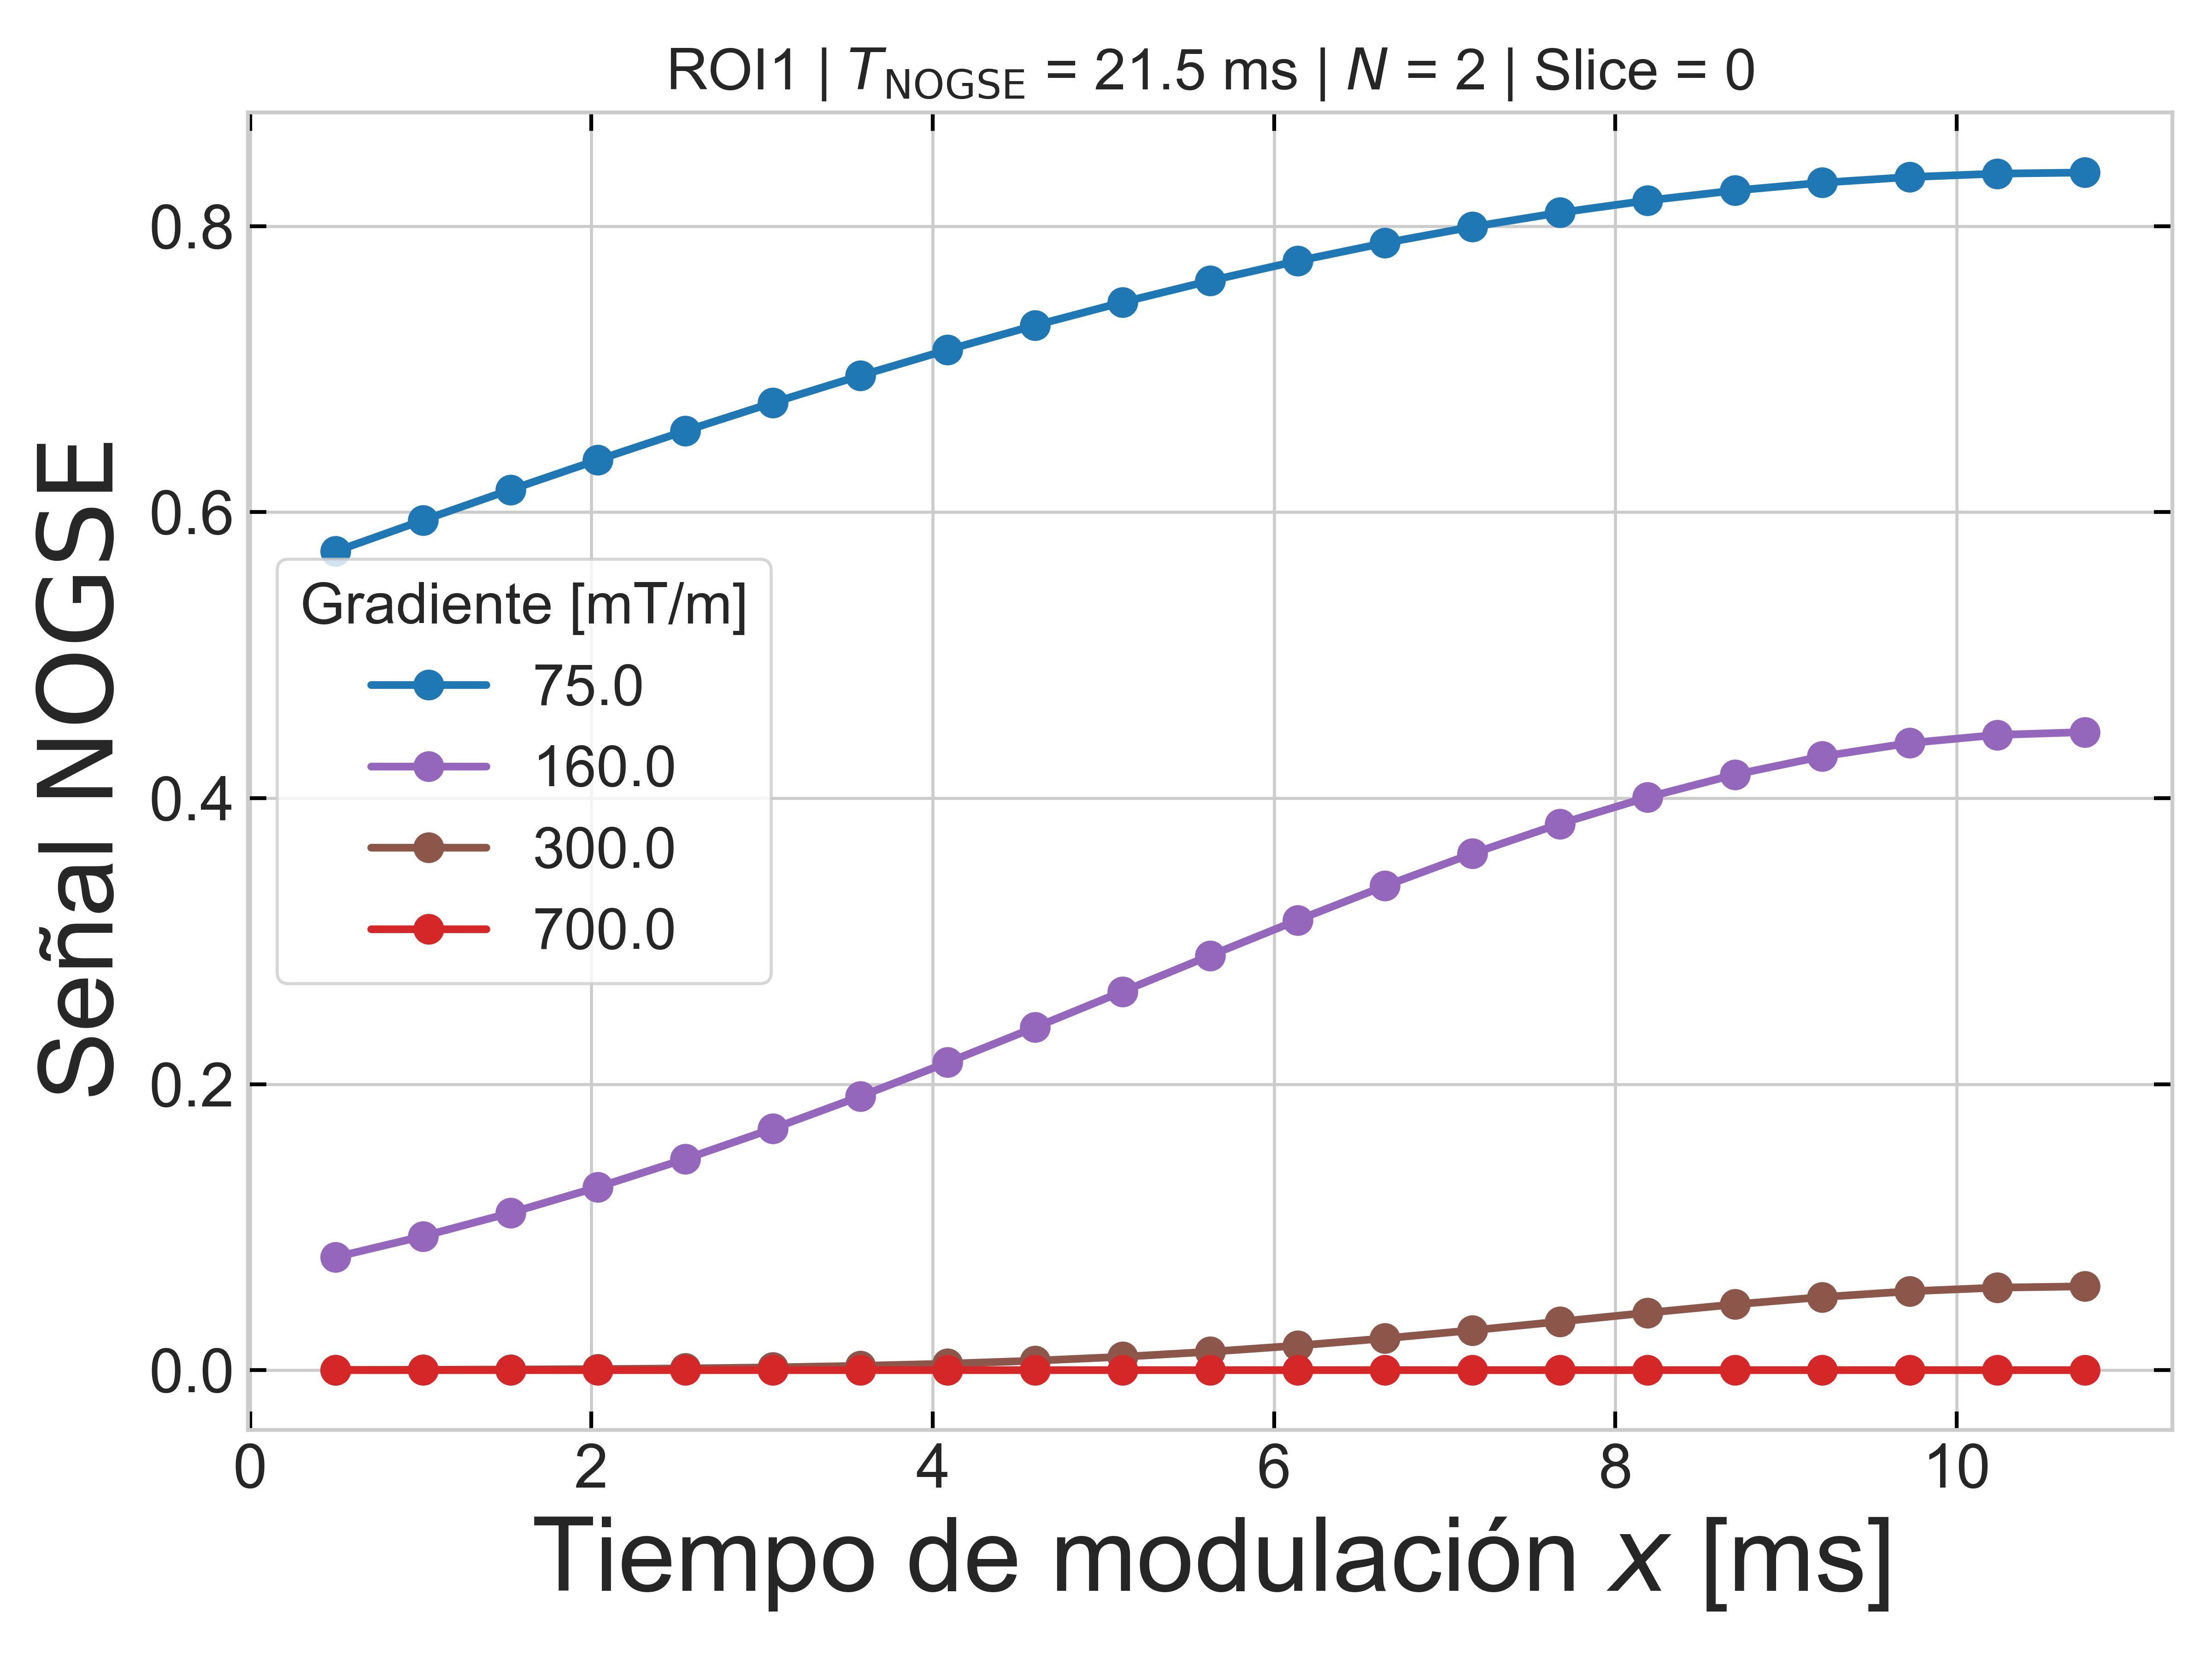 ROI1 | T_NOGSE = 21.5 ms | N = 2 | Slice = 0
Señal NOGSE
0.8
0.6
0.4
0.2
0.0
Gradiente [mT/m]
75.0
160.0
300.0
700.0
0 2 4 6 8 10
Tiempo de modulación x [ms]